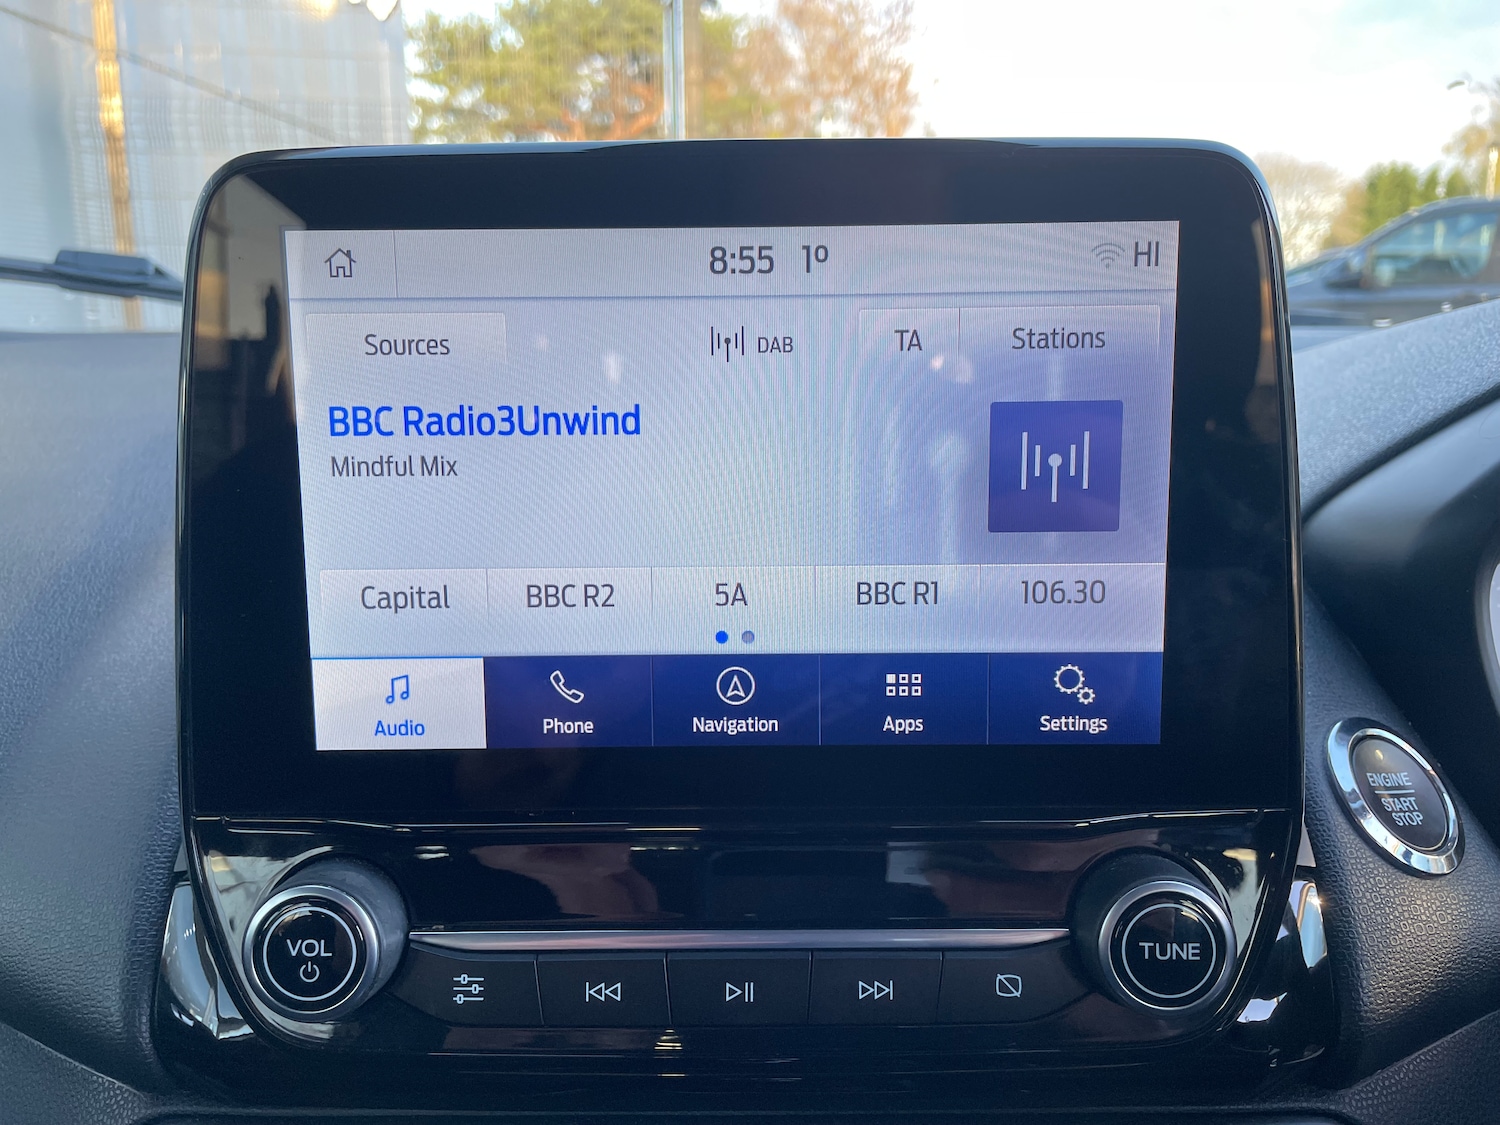 8:55 1º HI
Sources DAB TA Stations
BBC Radio3Unwind
Mindful Mix
Capital BBC R2 5A BBC R1 106.30
Audio Phone Navigation Apps Settings
ENGINE
START
STOP
VOL TUNE